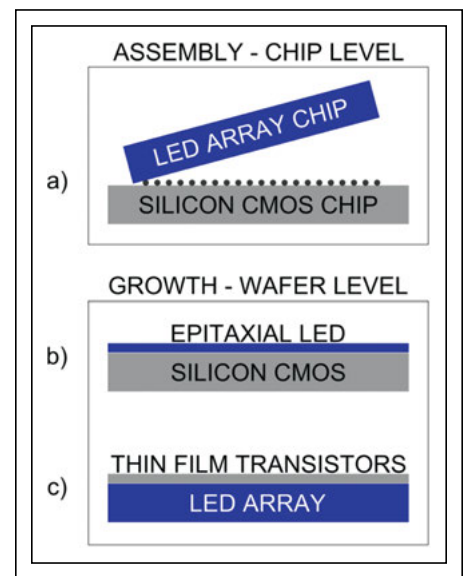 ASSEMBLY - CHIP LEVEL
a)
LED ARRAY CHIP
SILICON CMOS CHIP
GROWTH - WAFER LEVEL
b)
EPITAXIAL LED
SILICON CMOS
c)
THIN FILM TRANSISTORS
LED ARRAY